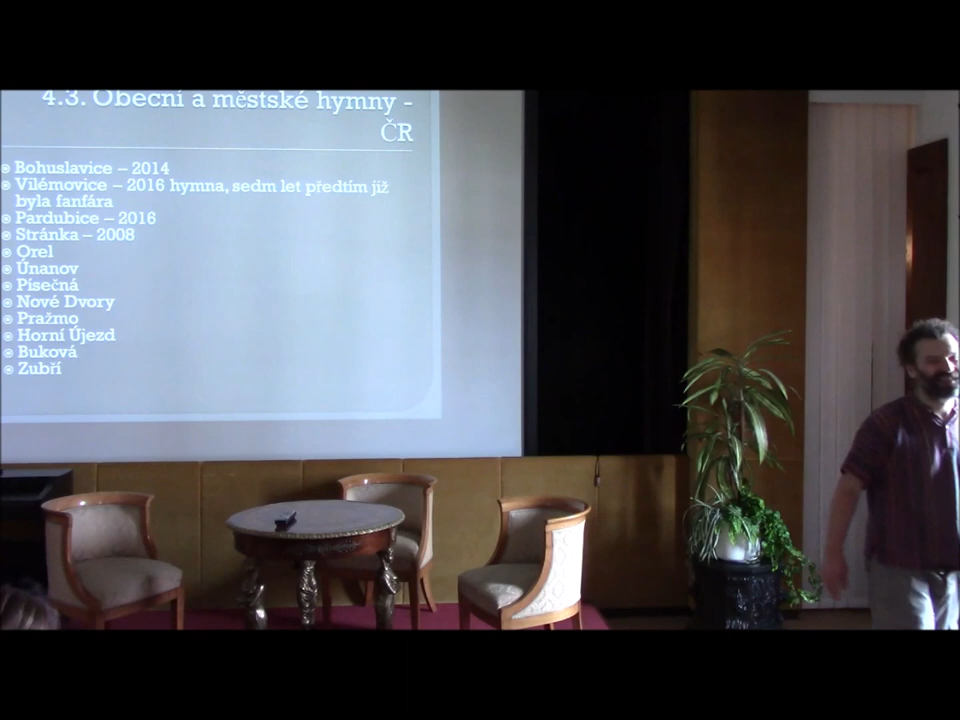 4.3. Obecní a městské hymny -
ČR
Bohuslavice – 2014
Vilémovice – 2016 hymna, sedm let předtím již
byla fanfára
Pardubice – 2016
Stránka – 2008
Orel
Únanov
Písečná
Nové Dvory
Pražmo
Horní Újezd
Buková
Zubří